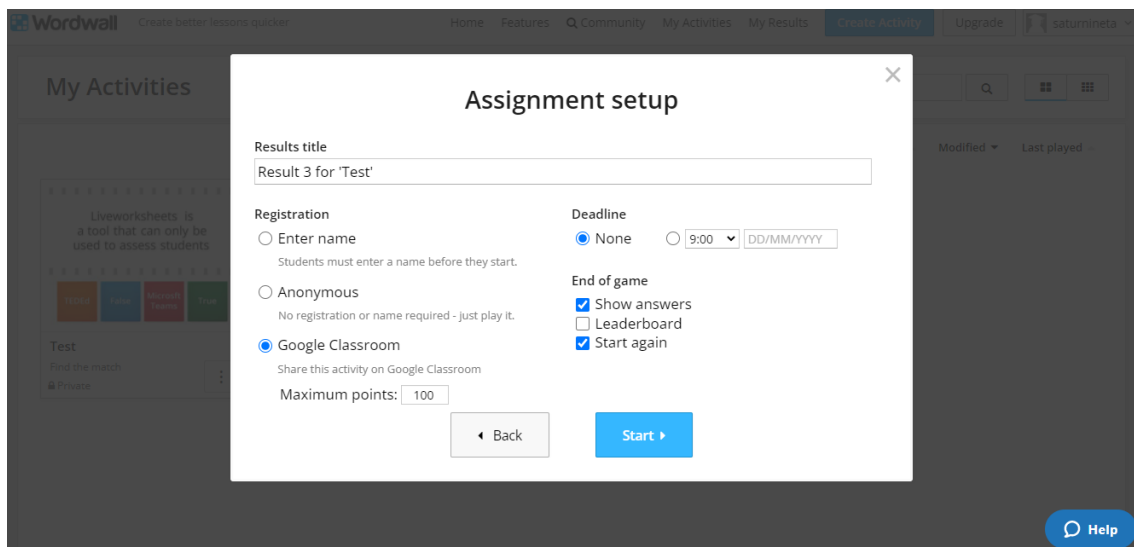 Wordwall Create better lessons quicker Home Features Community My Activities My Results Create Activity Upgrade saturnineta
My Activities
Modified Last played
Assignment setup
Results title
Result 3 for 'Test'
Registration
Enter name
Students must enter a name before they start.
Anonymous
No registration or name required - just play it.
Google Classroom
Share this activity on Google Classroom
Maximum points: 100
Deadline
None 9:00 DD/MM/YYYY
End of game
Show answers
Leaderboard
Start again
Back Start
Liveworksheets is
a tool that can only be
used to assess students
False Microsoft Teams True
Test
Find the match
Private
Help